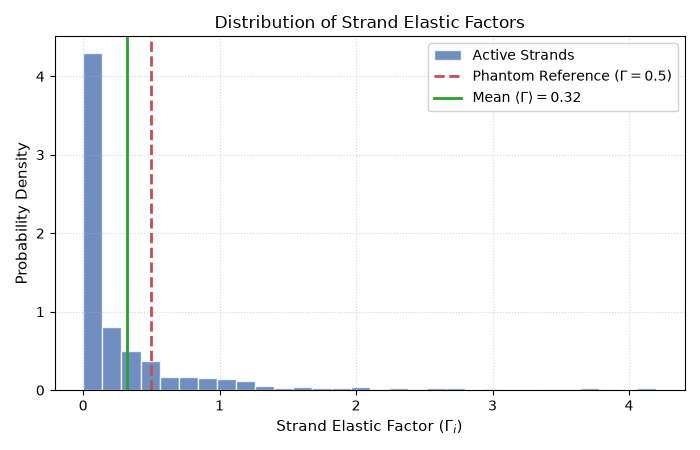 Distribution of Strand Elastic Factors
Active Strands
Phantom Reference (Γ = 0.5)
Mean ⟨Γ⟩ = 0.32
Probability Density
4
3
2
1
0
0 1 2 3 4
Strand Elastic Factor (Γᵢ)